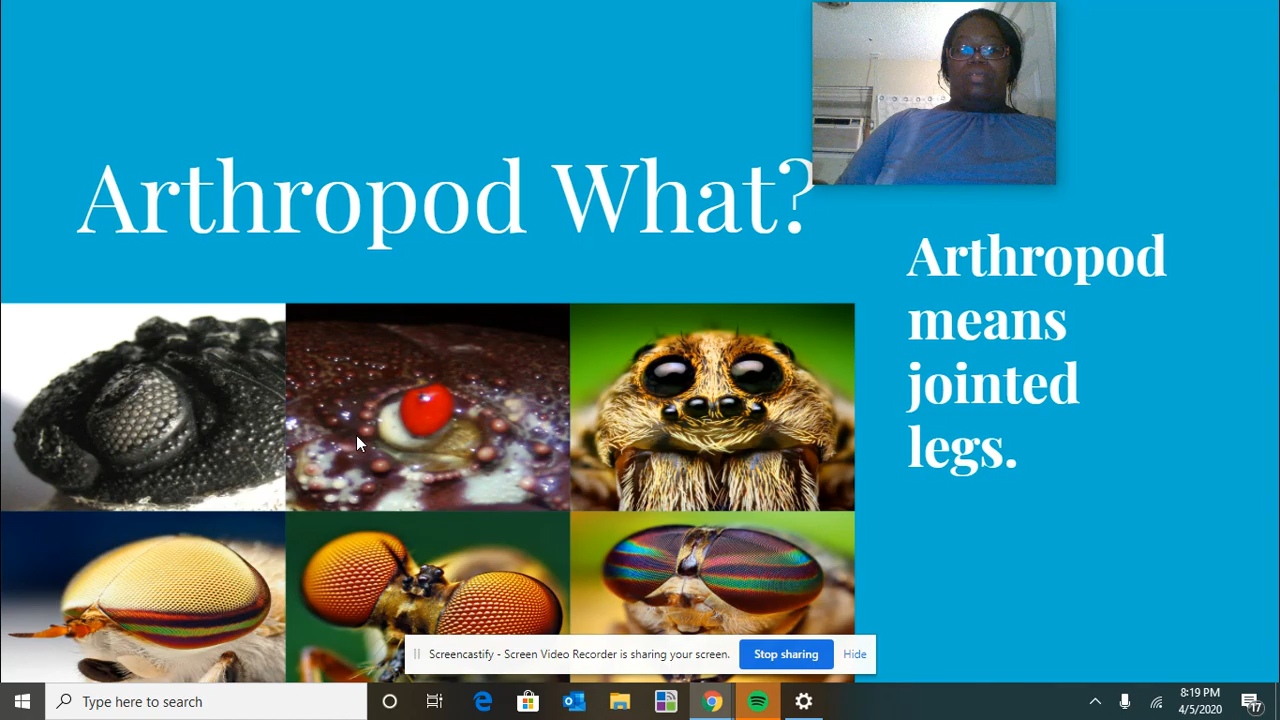 Arthropod What?
Arthropod
means
jointed
legs.
Screencastify - Screen Video Recorder is sharing your screen.
Stop sharing
Hide
Type here to search
8:19 PM
4/5/2020
17